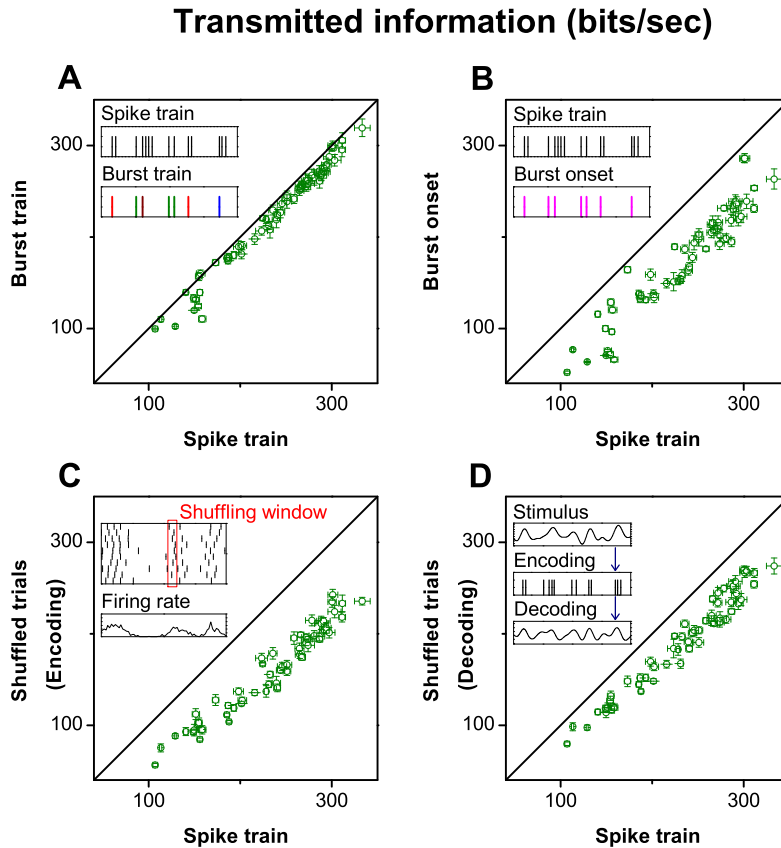 Transmitted information (bits/sec)
A
Spike train
Burst train
300
100
Burst train
100
300
Spike train
B
Spike train
Burst onset
300
100
Burst onset
100
300
Spike train
C
Shuffling window
Firing rate
300
100
Shuffled trials
(Encoding)
100
300
Spike train
D
Stimulus
Encoding
Decoding
300
100
Shuffled trials
(Decoding)
100
300
Spike train